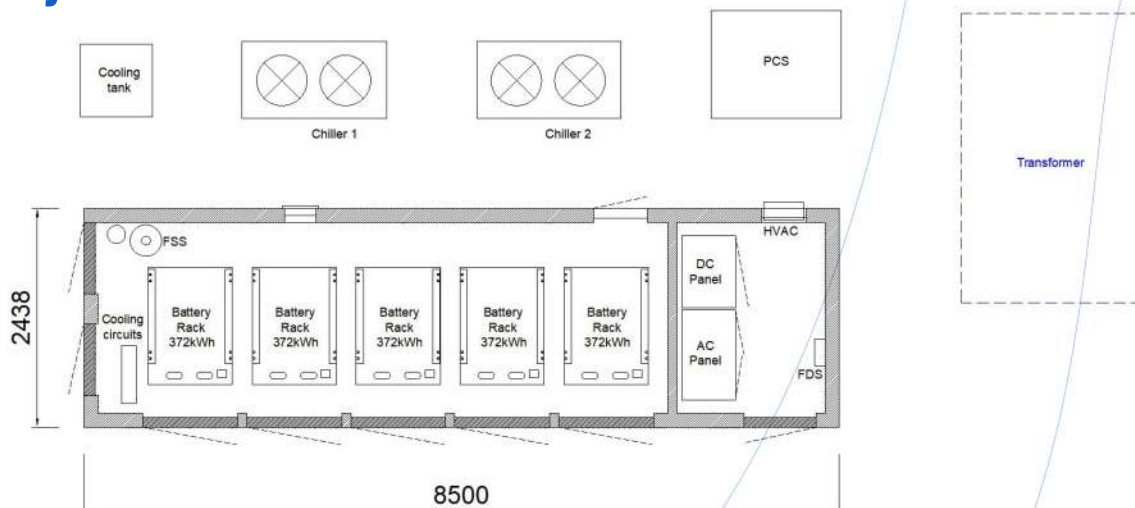 Cooling
tank
Chiller 1
Chiller 2
PCS
Transformer
2438
FSS
Cooling
circuits
Battery
Rack
372kWh
Battery
Rack
372kWh
Battery
Rack
372kWh
Battery
Rack
372kWh
Battery
Rack
372kWh
DC
Panel
AC
Panel
HVAC
FDS
8500